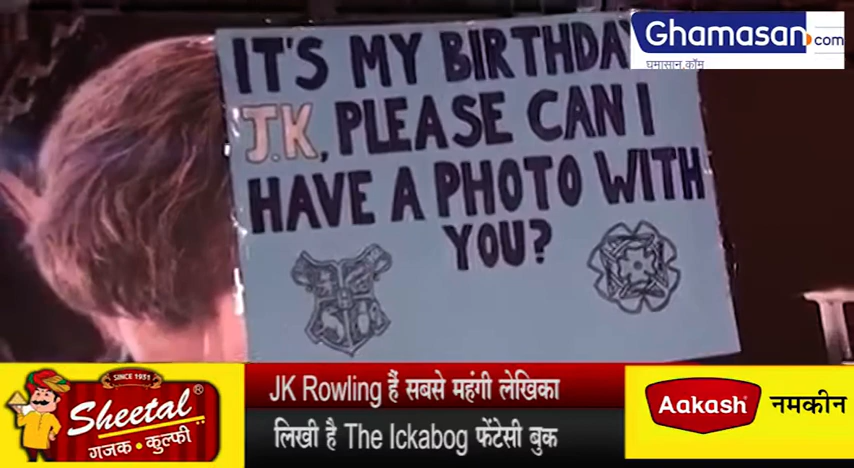 IT'S MY BIRTHDAY
J.K, PLEASE CAN I
HAVE A PHOTO WITH
YOU?
Ghamasan.com
घमासान.कॉम
SINCE 1951
Sheetal®
गजक • कुल्फी
JK Rowling हैं सबसे महंगी लेखिका
लिखी है The Ickabog फेंटेसी बुक
Aakash®
नमकीन